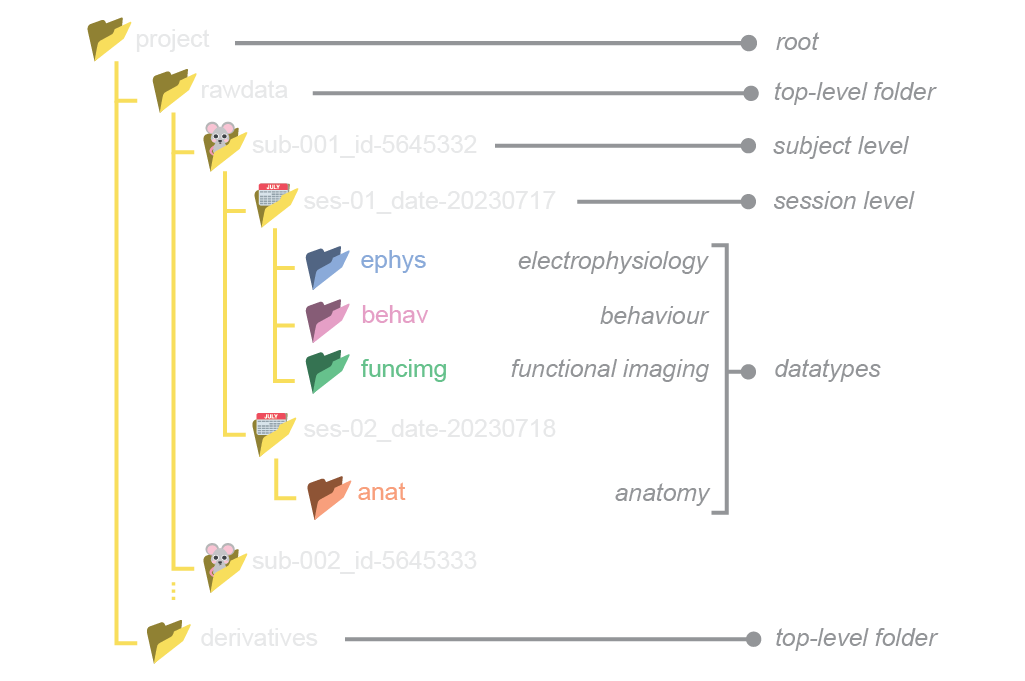 project root
rawdata top-level folder
sub-001_id-5645332 subject level
JULY
ses-01_date-20230717 session level
ephys electrophysiology
behav behaviour
funcimg functional imaging datatypes
JULY
ses-02_date-20230718
anat anatomy
sub-002_id-5645333
derivatives top-level folder